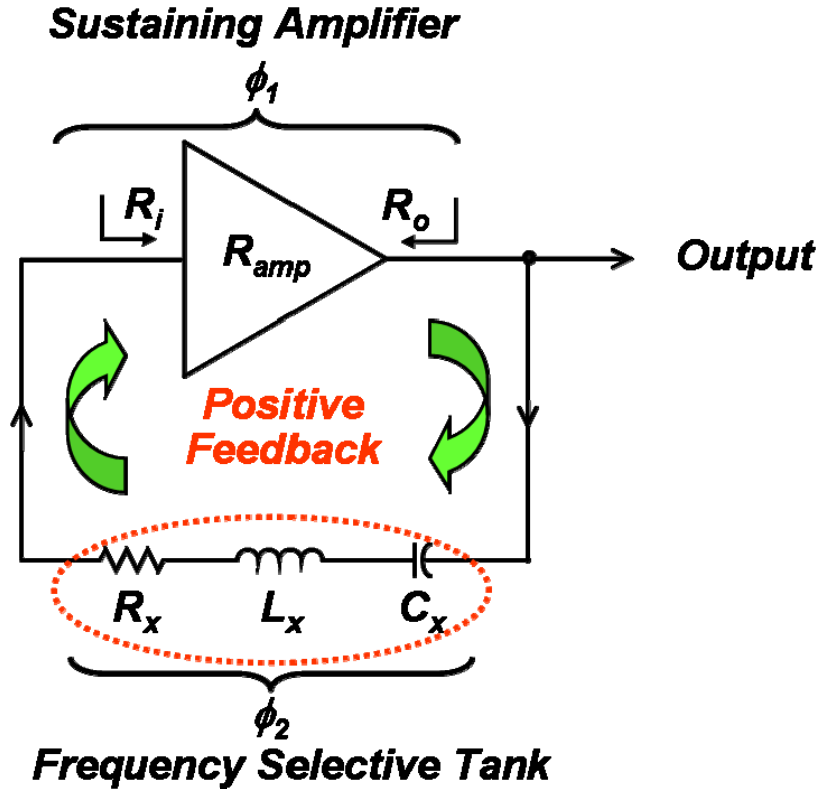 Sustaining Amplifier
ϕ1
Ri
Ro
Ramp
Output
Positive
Feedback
Rx
Lx
Cx
ϕ2
Frequency Selective Tank